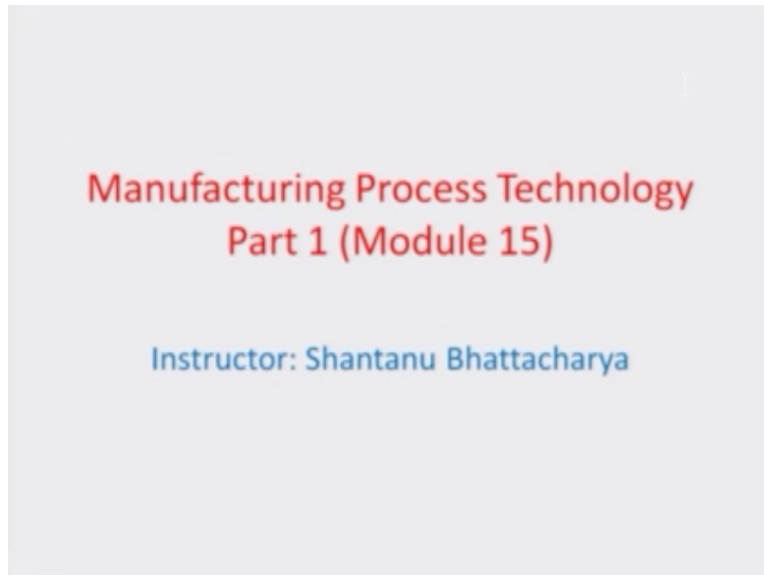 Manufacturing Process Technology
Part 1 (Module 15)
Instructor: Shantanu Bhattacharya